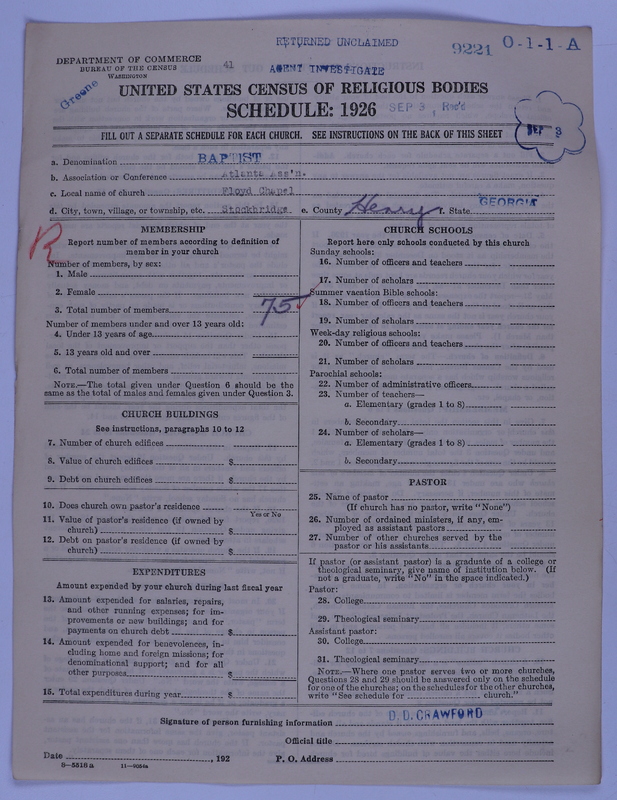 RETURNED UNCLAIMED
9221 O-1-1-A
DEPARTMENT OF COMMERCE
BUREAU OF THE CENSUS
WASHINGTON
41
AGENT INVESTIGATE
Greene
UNITED STATES CENSUS OF RELIGIOUS BODIES
SCHEDULE: 1926
SEP 3, Rec'd
SEP 3
FILL OUT A SEPARATE SCHEDULE FOR EACH CHURCH. SEE INSTRUCTIONS ON THE BACK OF THIS SHEET
a. Denomination BAPTIST
b. Association or Conference Atlanta Ass'n.
c. Local name of church Floyd Chapel
d. City, town, village, or township, etc. Stockbridge e. County Henry f. State GEORGIA
R
MEMBERSHIP
Report number of members according to definition of
member in your church
Number of members, by sex:
1. Male
2. Female
3. Total number of members 75
Number of members under and over 13 years old:
4. Under 13 years of age
5. 13 years old and over
6. Total number of members
NOTE.—The total given under Question 6 should be the
same as the total of males and females given under Question 3.
CHURCH BUILDINGS
See instructions, paragraphs 10 to 12
7. Number of church edifices
8. Value of church edifices $
9. Debt on church edifices $
10. Does church own pastor's residence
Yes or No
11. Value of pastor's residence (if owned by
church) $
12. Debt on pastor's residence (if owned by
church) $
EXPENDITURES
Amount expended by your church during last fiscal year
13. Amount expended for salaries, repairs,
and other running expenses; for im-
provements or new buildings; and for
payments on church debt $
14. Amount expended for benevolences, in-
cluding home and foreign missions; for
denominational support; and for all
other purposes $
15. Total expenditures during year $
CHURCH SCHOOLS
Report here only schools conducted by this church
Sunday schools:
16. Number of officers and teachers
17. Number of scholars
Summer vacation Bible schools:
18. Number of officers and teachers
19. Number of scholars
Week-day religious schools:
20. Number of officers and teachers
21. Number of scholars
Parochial schools:
22. Number of administrative officers
23. Number of teachers—
a. Elementary (grades 1 to 8)
b. Secondary
24. Number of scholars—
a. Elementary (grades 1 to 8)
b. Secondary
PASTOR
25. Name of pastor
(If church has no pastor, write "None")
26. Number of ordained ministers, if any, em-
ployed as assistant pastors
27. Number of other churches served by the
pastor or his assistants
If pastor (or assistant pastor) is a graduate of a college or
theological seminary, give name of institution below. (If
not a graduate, write "No" in the space indicated.)
Pastor:
28. College
29. Theological seminary
Assistant pastor:
30. College
31. Theological seminary
NOTE.—Where one pastor serves two or more churches,
Questions 28 and 29 should be answered only on the schedule
for one of the churches; on the schedules for the other churches,
write "See schedule for church."
Signature of person furnishing information D.D. CRAWFORD
Official title
Date , 192 P. O. Address
8—5516 a